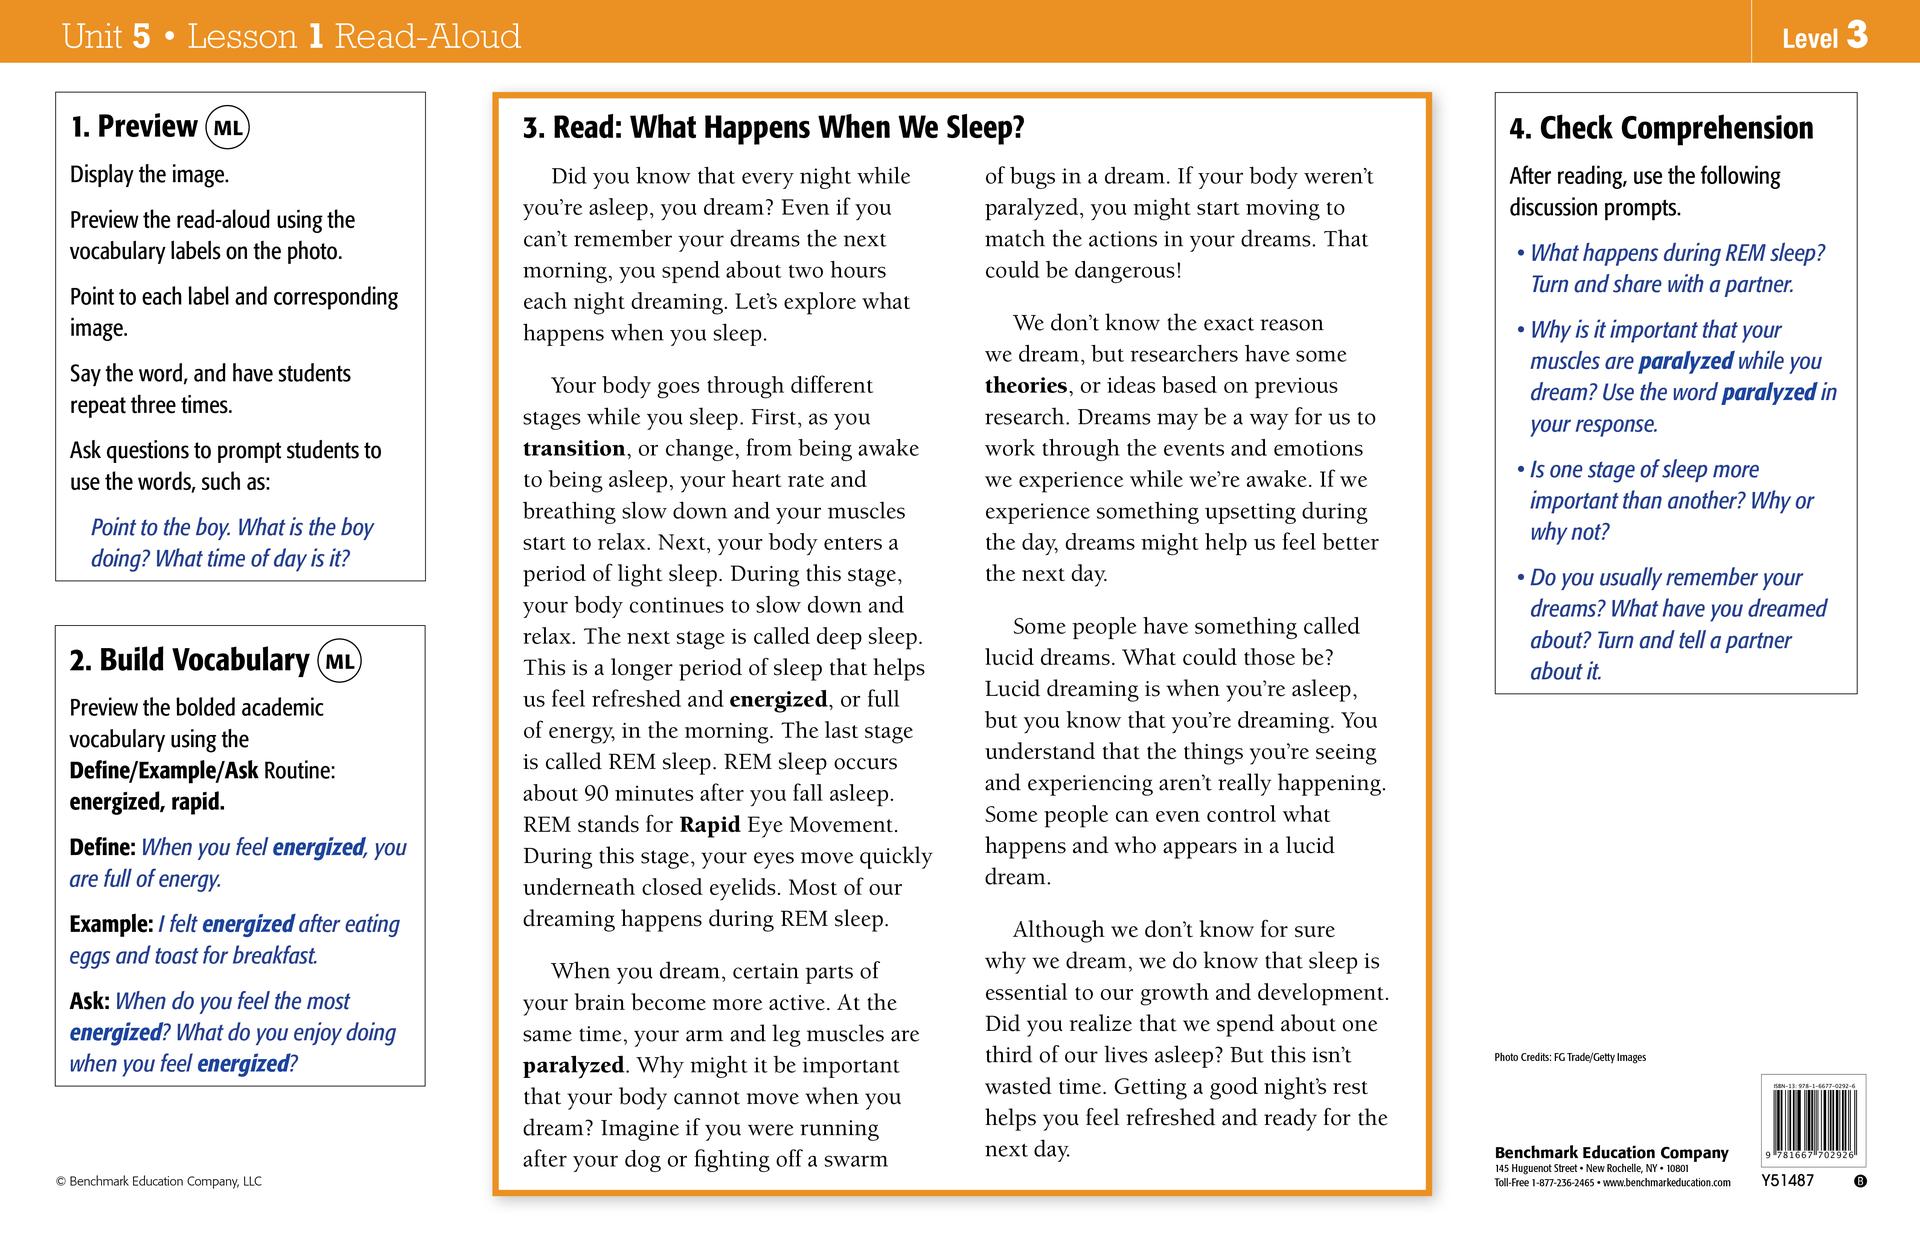 Unit 5 • Lesson 1 Read-Aloud
Level 3
1. Preview ML
Display the image.
Preview the read-aloud using the
vocabulary labels on the photo.
Point to each label and corresponding
image.
Say the word, and have students
repeat three times.
Ask questions to prompt students to
use the words, such as:
Point to the boy. What is the boy
doing? What time of day is it?
2. Build Vocabulary ML
Preview the bolded academic
vocabulary using the
Define/Example/Ask Routine:
energized, rapid.
Define: When you feel energized, you
are full of energy.
Example: I felt energized after eating
eggs and toast for breakfast.
Ask: When do you feel the most
energized? What do you enjoy doing
when you feel energized?
© Benchmark Education Company, LLC
3. Read: What Happens When We Sleep?
Did you know that every night while
you're asleep, you dream? Even if you
can't remember your dreams the next
morning, you spend about two hours
each night dreaming. Let's explore what
happens when you sleep.
Your body goes through different
stages while you sleep. First, as you
transition, or change, from being awake
to being asleep, your heart rate and
breathing slow down and your muscles
start to relax. Next, your body enters a
period of light sleep. During this stage,
your body continues to slow down and
relax. The next stage is called deep sleep.
This is a longer period of sleep that helps
us feel refreshed and energized, or full
of energy, in the morning. The last stage
is called REM sleep. REM sleep occurs
about 90 minutes after you fall asleep.
REM stands for Rapid Eye Movement.
During this stage, your eyes move quickly
underneath closed eyelids. Most of our
dreaming happens during REM sleep.
When you dream, certain parts of
your brain become more active. At the
same time, your arm and leg muscles are
paralyzed. Why might it be important
that your body cannot move when you
dream? Imagine if you were running
after your dog or fighting off a swarm
of bugs in a dream. If your body weren't
paralyzed, you might start moving to
match the actions in your dreams. That
could be dangerous!
We don't know the exact reason
we dream, but researchers have some
theories, or ideas based on previous
research. Dreams may be a way for us to
work through the events and emotions
we experience while we're awake. If we
experience something upsetting during
the day, dreams might help us feel better
the next day.
Some people have something called
lucid dreams. What could those be?
Lucid dreaming is when you're asleep,
but you know that you're dreaming. You
understand that the things you're seeing
and experiencing aren't really happening.
Some people can even control what
happens and who appears in a lucid
dream.
Although we don't know for sure
why we dream, we do know that sleep is
essential to our growth and development.
Did you realize that we spend about one
third of our lives asleep? But this isn't
wasted time. Getting a good night's rest
helps you feel refreshed and ready for the
next day.
4. Check Comprehension
After reading, use the following
discussion prompts.
• What happens during REM sleep?
Turn and share with a partner.
• Why is it important that your
muscles are paralyzed while you
dream? Use the word paralyzed in
your response.
• Is one stage of sleep more
important than another? Why or
why not?
• Do you usually remember your
dreams? What have you dreamed
about? Turn and tell a partner
about it.
Photo Credits: FG Trade/Getty Images
Benchmark Education Company
145 Huguenot Street • New Rochelle, NY • 10801
Toll-Free 1-877-236-2465 • www.benchmarkeducation.com
ISBN-13: 978-1-6677-0292-6
9 781667 702926
Y51487
B